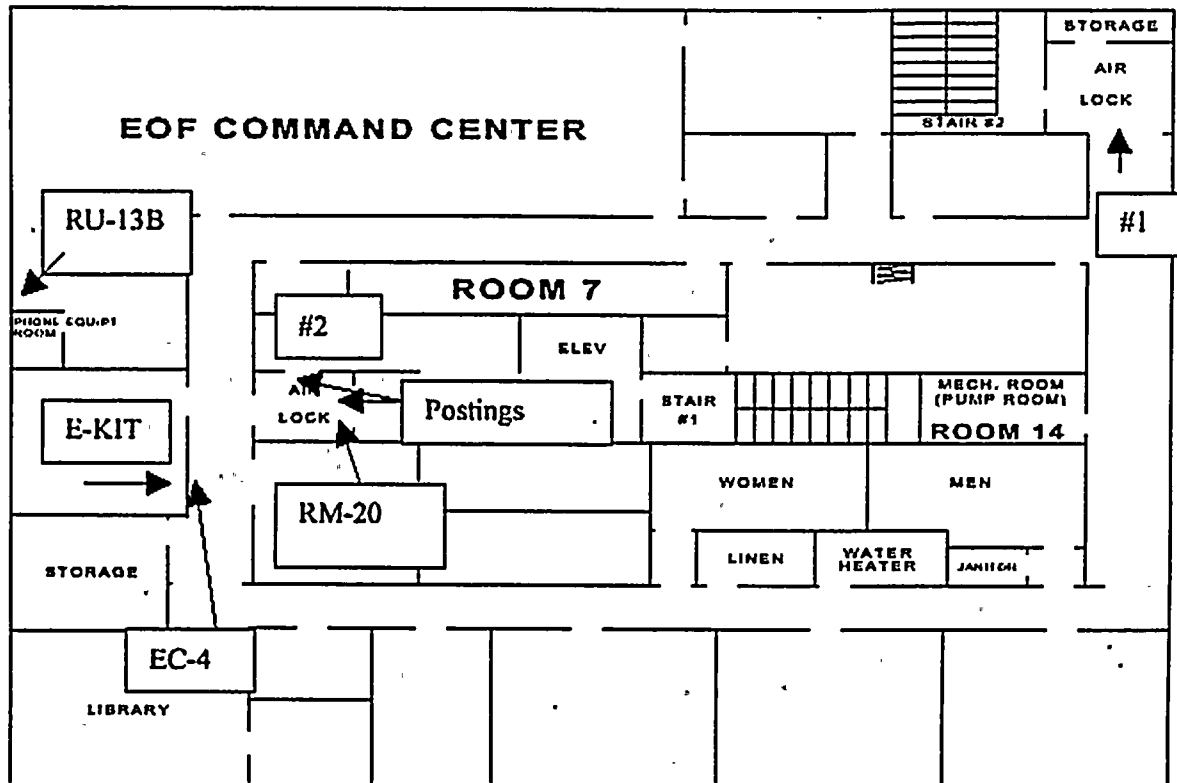 STORAGE
AIR
LOCK
EOF COMMAND CENTER
STAIR #2
RU-13B
#1
ROOM 7
#2
PHONE EQUIPT
ROOM
ELEV
AIR
LOCK
Postings
STAIR
#1
MECH. ROOM
(PUMP ROOM)
ROOM 14
E-KIT
WOMEN
MEN
RM-20
STORAGE
LINEN
WATER
HEATER
JANITOR
EC-4
LIBRARY